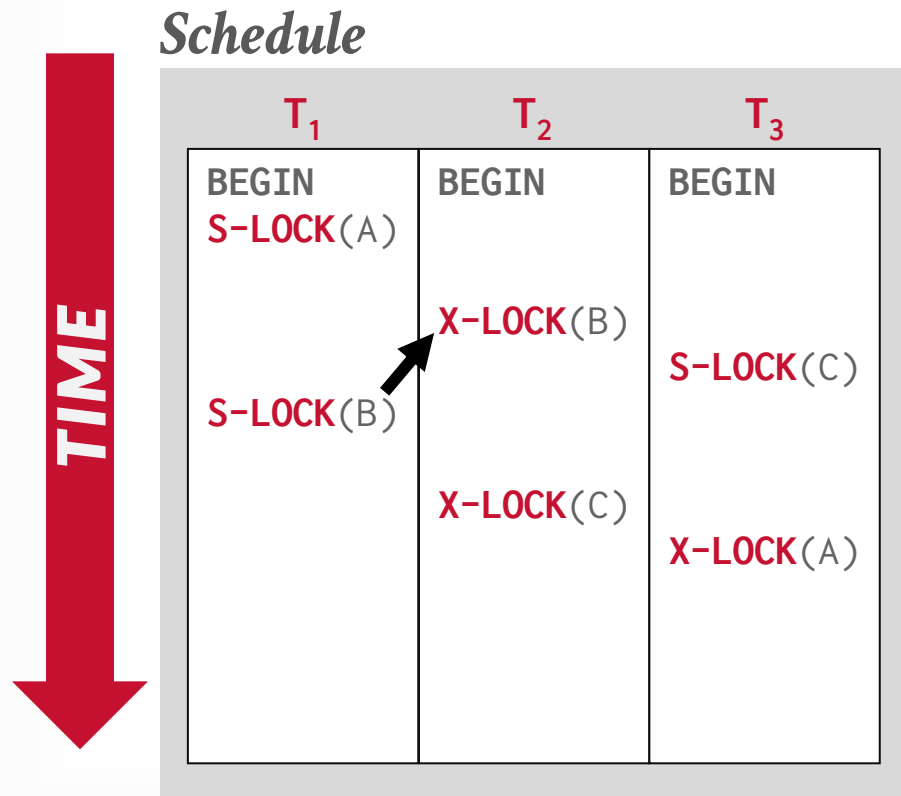 Schedule
TIME
T1 T2 T3
BEGIN BEGIN BEGIN
S-LOCK(A)
X-LOCK(B)
S-LOCK(C)
S-LOCK(B)
X-LOCK(C)
X-LOCK(A)